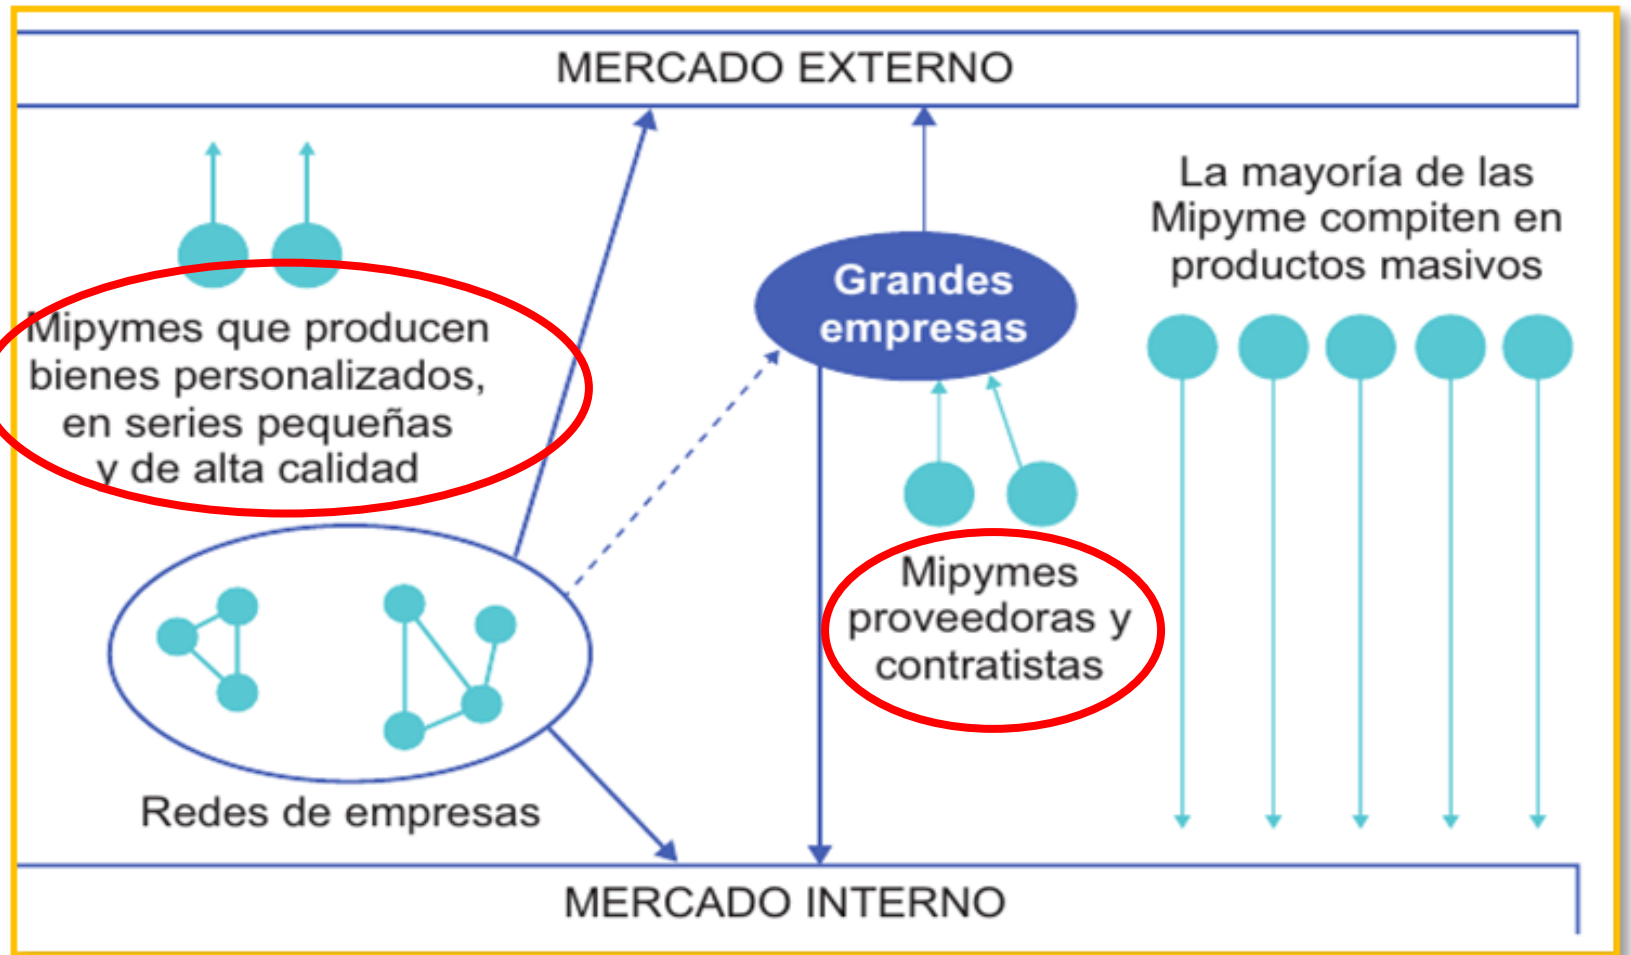 MERCADO EXTERNO
Mipymes que producen
bienes personalizados,
en series pequeñas
y de alta calidad
Grandes
empresas
La mayoría de las
Mipyme compiten en
productos masivos
Mipymes
proveedoras y
contratistas
Redes de empresas
MERCADO INTERNO